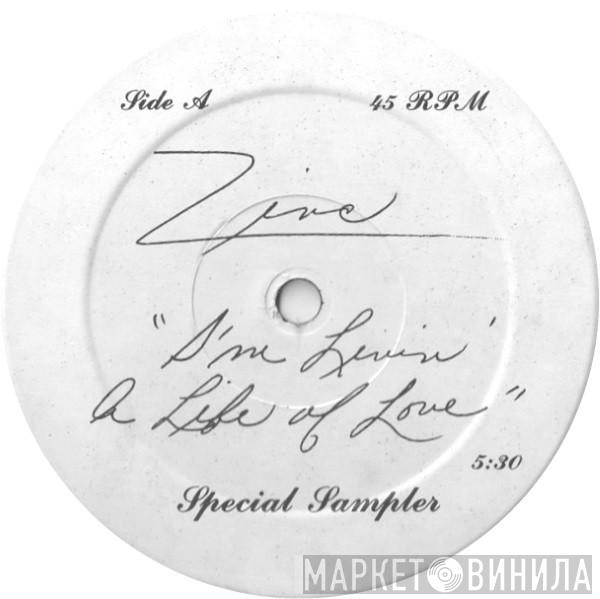 Side A 45 RPM
Zinc
"I'm Livin'
A Life of Love"
5:30
Special Sampler
МАРКЕТ ВИНИЛА